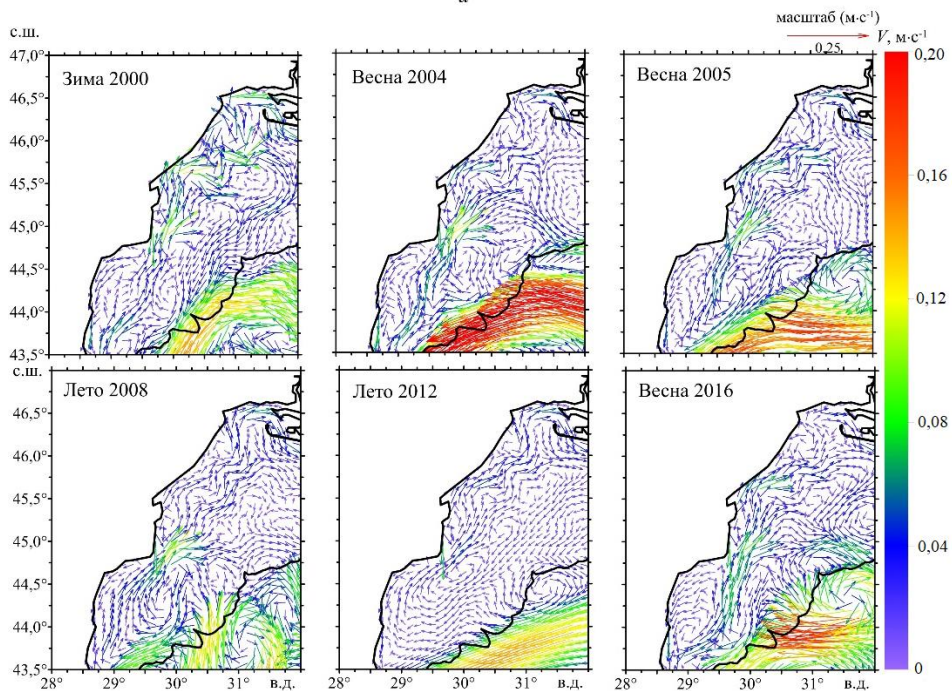 а
масштаб (м·с⁻¹)
0,25
V, м·с⁻¹
с.ш.
47,0°
46,5°
46,0°
45,5°
45,0°
44,5°
44,0°
43,5°
Зима 2000
Весна 2004
Весна 2005
0,20
0,16
0,12
0,08
0,04
0
с.ш.
46,5°
46,0°
45,5°
45,0°
44,5°
44,0°
43,5°
Лето 2008
Лето 2012
Весна 2016
28° 29° 30° 31° в.д.
28° 29° 30° 31° в.д.
28° 29° 30° 31° в.д.